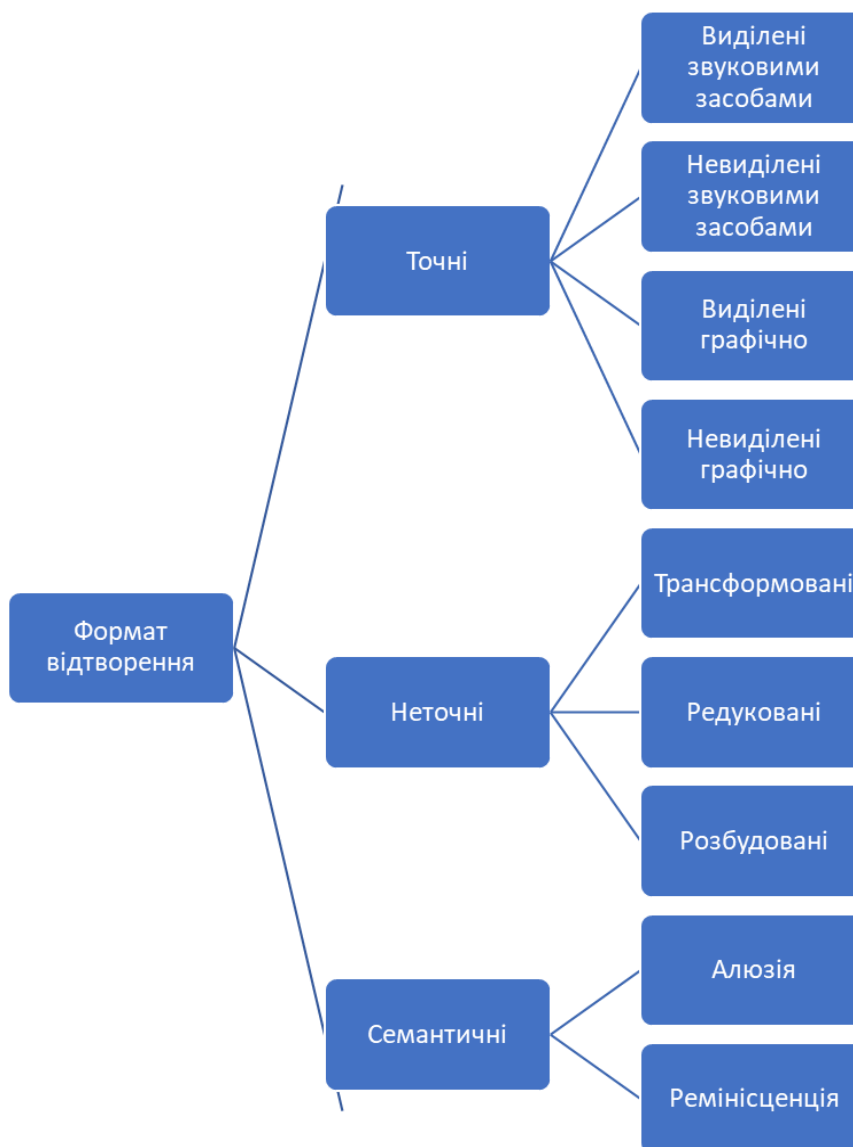 Формат
відтворення
Точні
Виділені
звуковими
засобами
Невиділені
звуковими
засобами
Виділені
графічно
Невиділені
графічно
Неточні
Трансформовані
Редуковані
Розбудовані
Семантичні
Алюзія
Ремінісценція